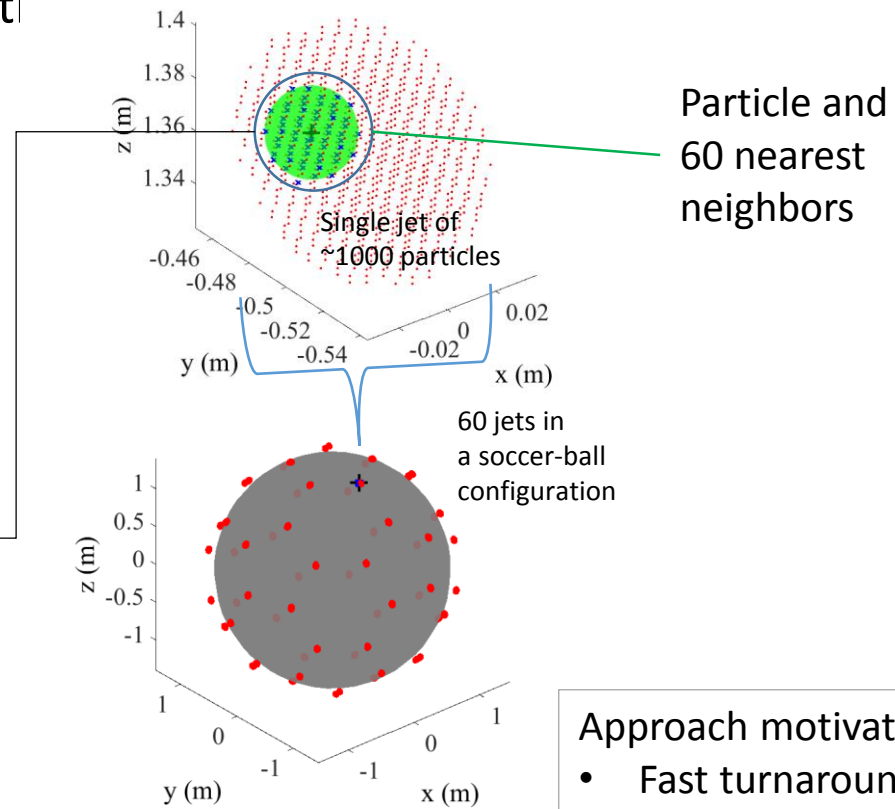 1.4
1.38
1.36
1.34
z (m)
Particle and
60 nearest
neighbors
Single jet of
~1000 particles
-0.46
-0.48
-0.5
-0.52
-0.54
y (m)
-0.02
0
0.02
x (m)
60 jets in
a soccer-ball
configuration
1
0.5
0
-0.5
-1
z (m)
1
0
-1
y (m)
-1
0
1
x (m)
Approach motivat
• Fast turnaroun